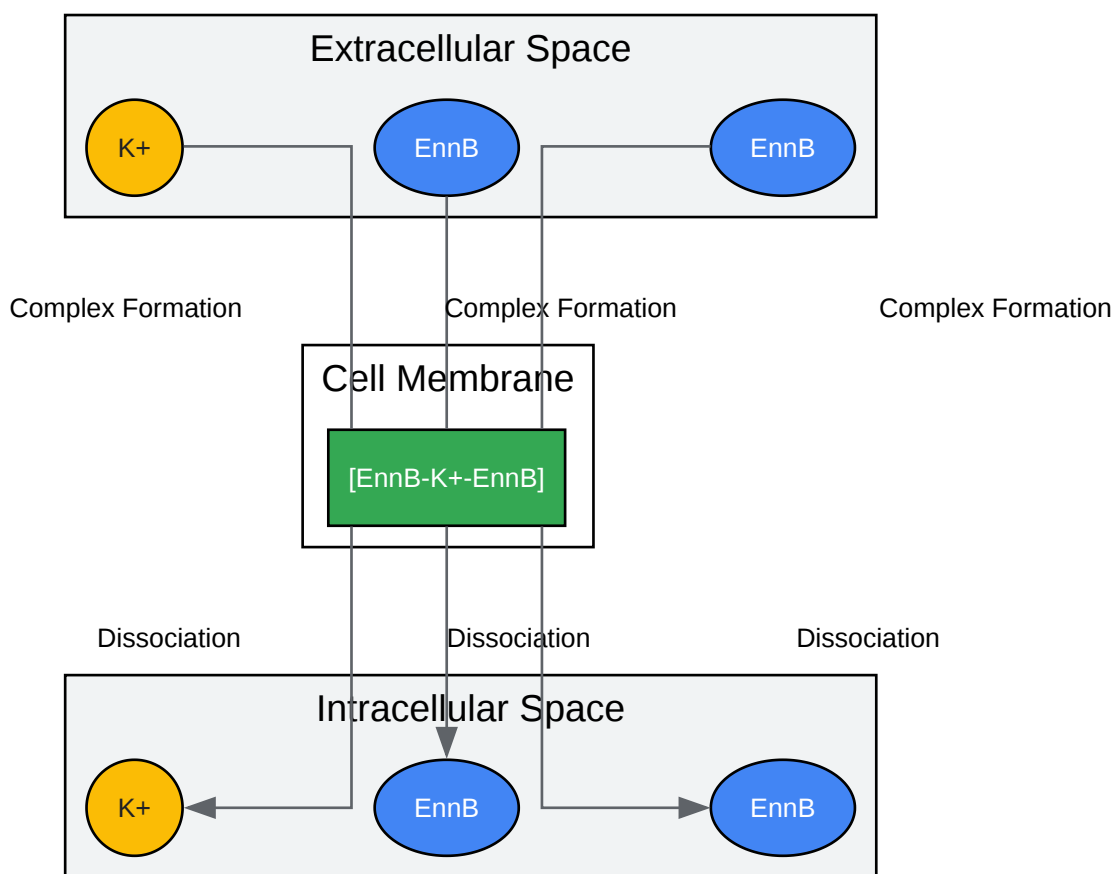 Extracellular Space
K+
EnnB
EnnB
Complex Formation
Complex Formation
Complex Formation
Cell Membrane
[EnnB-K+-EnnB]
Dissociation
Dissociation
Dissociation
Intracellular Space
K+
EnnB
EnnB